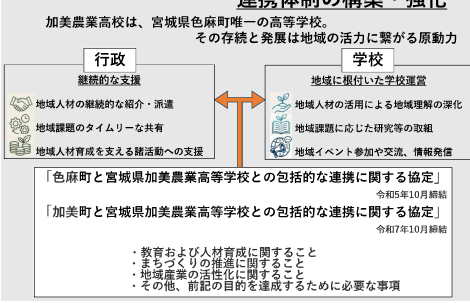 連携体制の構築・強化
加美農業高校は、宮城県色麻町唯一の高等学校。
その存続と発展は地域の活力に繋がる原動力
行政
継続的な支援
地域人材の継続的な紹介・派遣
地域課題のタイムリーな共有
地域人材育成を支える諸活動への支援
学校
地域に根付いた学校運営
地域人材の活用による地域理解の深化
地域課題に応じた研究等の取組
地域イベント参加や交流、情報発信
「色麻町と宮城県加美農業高等学校との包括的な連携に関する協定」
令和5年10月締結
「加美町と宮城県加美農業高等学校との包括的な連携に関する協定」
令和7年10月締結
・教育および人材育成に関すること
・まちづくりの推進に関すること
・地域産業の活性化に関すること
・その他、前記の目的を達成するために必要な事項